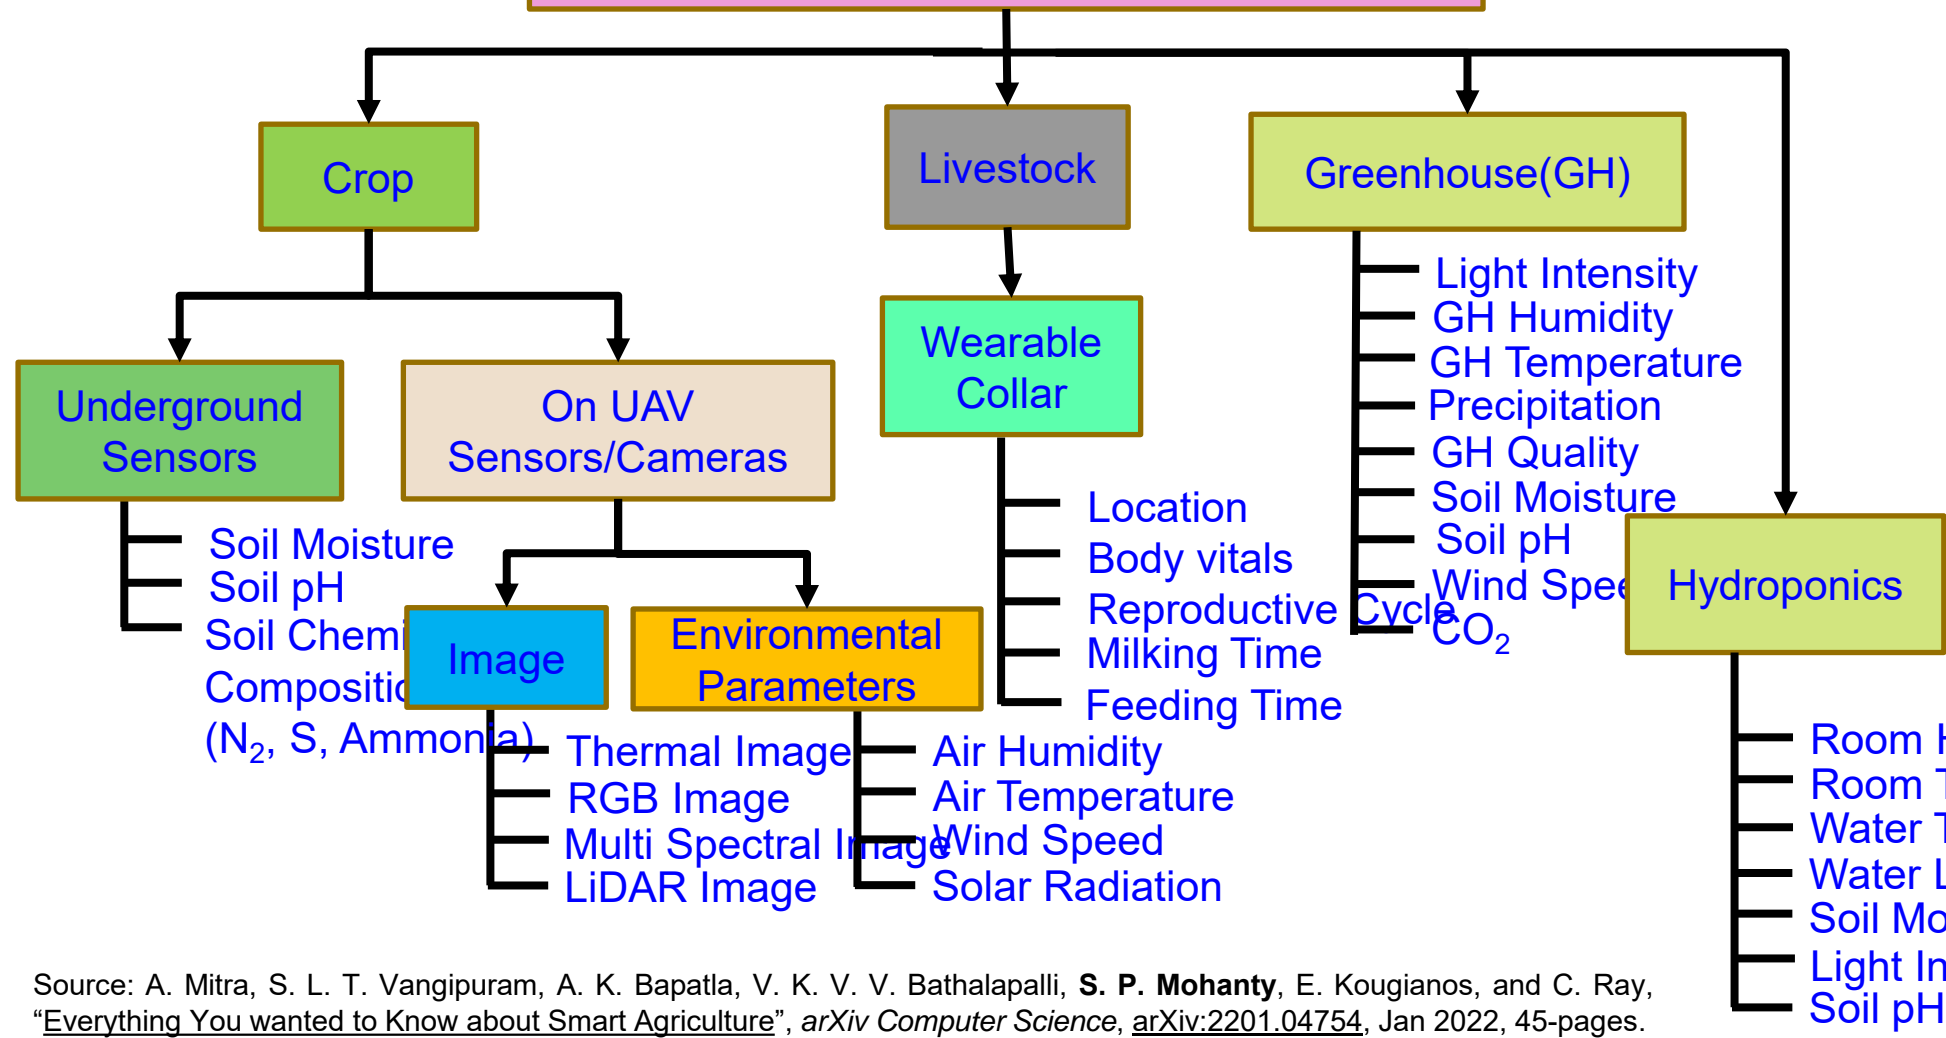 Crop
Livestock
Greenhouse(GH)
Underground
Sensors
Soil Moisture
Soil pH
Soil
(N2, S, Ammonia)
On UAV
Sensors/Cameras
Image
Thermal Image
RGB Image
Multi Spectral Image
LiDAR Image
Environmental
Parameters
Air Humidity
Air Temperature
Wind Speed
Solar Radiation
Wearable
Collar
Location
Body vitals
Reproductive Cycle
Milking Time
Feeding Time
Light Intensity
GH Humidity
GH Temperature
Precipitation
GH Quality
Soil Moisture
Soil pH
Wind
CO2
Hydroponics
Room
Room
Water
Water
Soil
Light
Soil pH
Source: A. Mitra, S. L. T. Vangipuram, A. K. Bapatla, V. K. V. V. Bathalapalli, S. P. Mohanty, E. Kougianos, and C. Ray,
“Everything You wanted to Know about Smart Agriculture”, arXiv Computer Science, arXiv:2201.04754, Jan 2022, 45-pages.